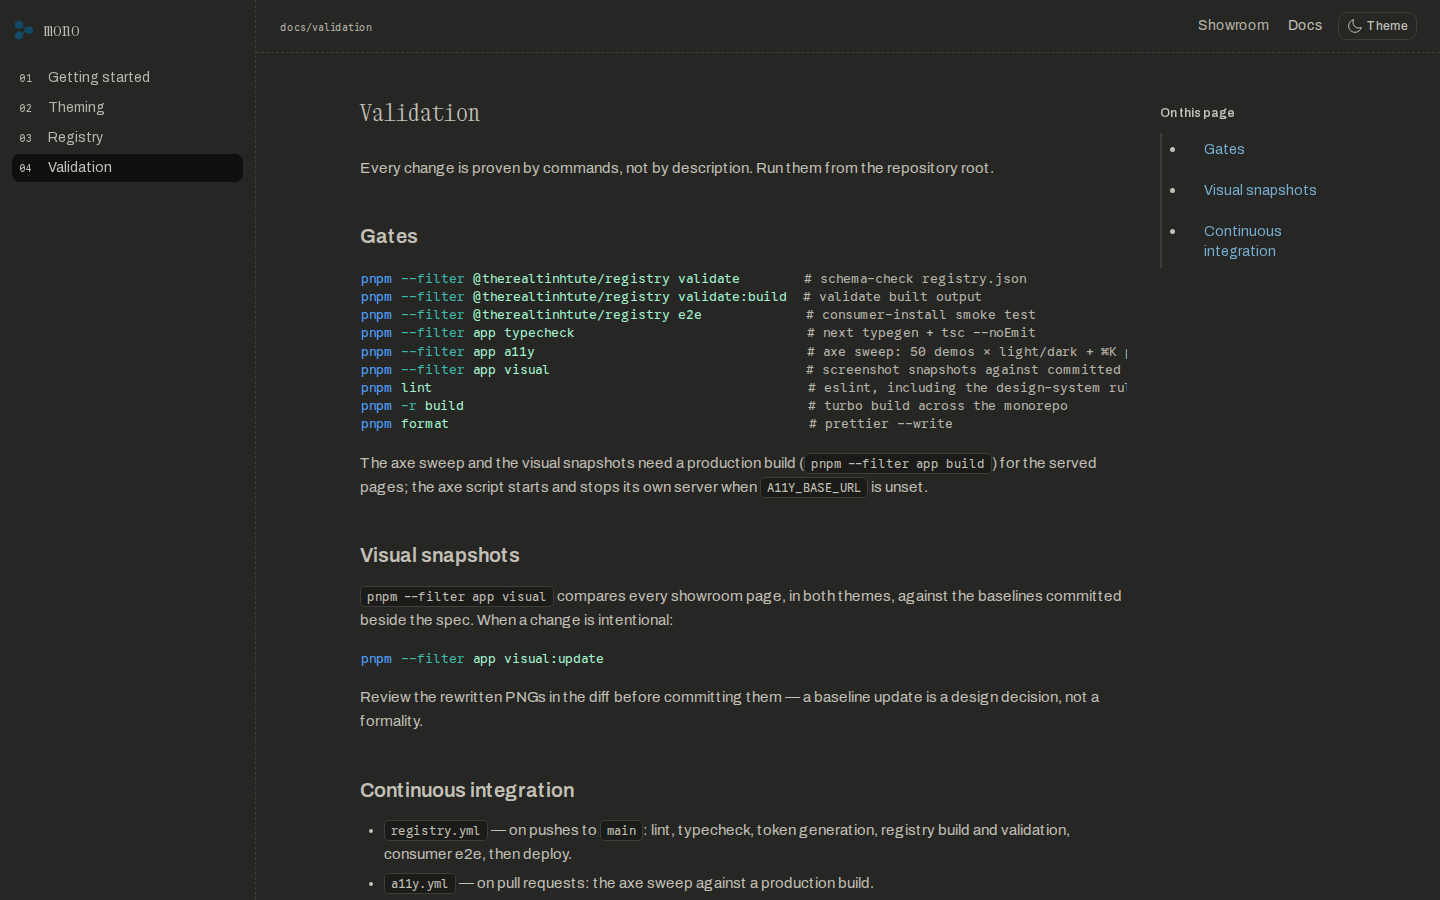 mono
docs/validation
Showroom
Docs
Theme
01 Getting started
02 Theming
03 Registry
04 Validation
Validation
Every change is proven by commands, not by description. Run them from the repository root.
Gates
pnpm --filter @therealtinhtute/registry validate # schema-check registry.json
pnpm --filter @therealtinhtute/registry validate:build # validate built output
pnpm --filter @therealtinhtute/registry e2e # consumer-install smoke test
pnpm --filter app typecheck # next typegen + tsc --noEmit
pnpm --filter app a11y # axe sweep: 50 demos × light/dark + ⌘K
pnpm --filter app visual # screenshot snapshots against committed
pnpm lint # eslint, including the design-system
pnpm -r build # turbo build across the monorepo
pnpm format # prettier --write
The axe sweep and the visual snapshots need a production build (pnpm --filter app build) for the served
pages; the axe script starts and stops its own server when A11Y_BASE_URL is unset.
Visual snapshots
pnpm --filter app visual compares every showroom page, in both themes, against the baselines committed
beside the spec. When a change is intentional:
pnpm --filter app visual:update
Review the rewritten PNGs in the diff before committing them — a baseline update is a design decision, not a
formality.
Continuous integration
• registry.yml — on pushes to main: lint, typecheck, token generation, registry build and validation,
consumer e2e, then deploy.
• a11y.yml — on pull requests: the axe sweep against a production build.
On this page
• Gates
• Visual snapshots
• Continuous
integration